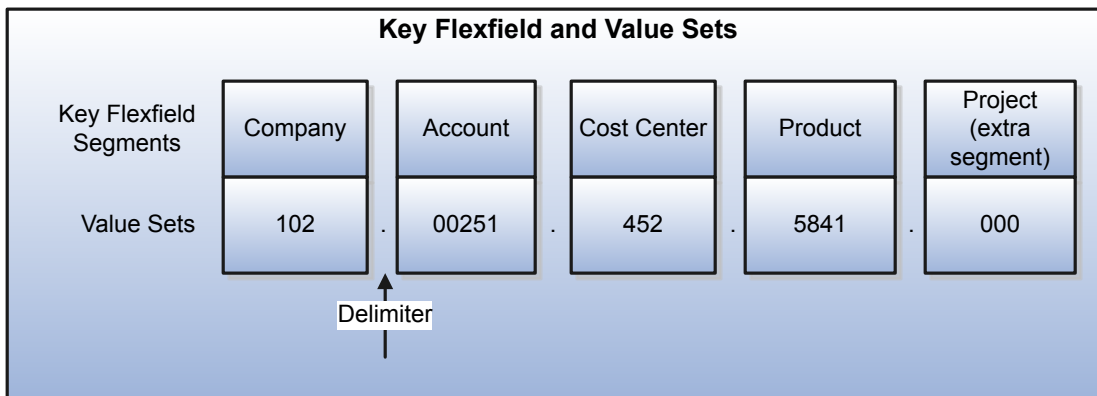 Key Flexfield and Value Sets
Key Flexfield
Segments
Company
Account
Cost Center
Product
Project
(extra
segment)
Value Sets
102 . 00251 . 452 . 5841 . 000
Delimiter